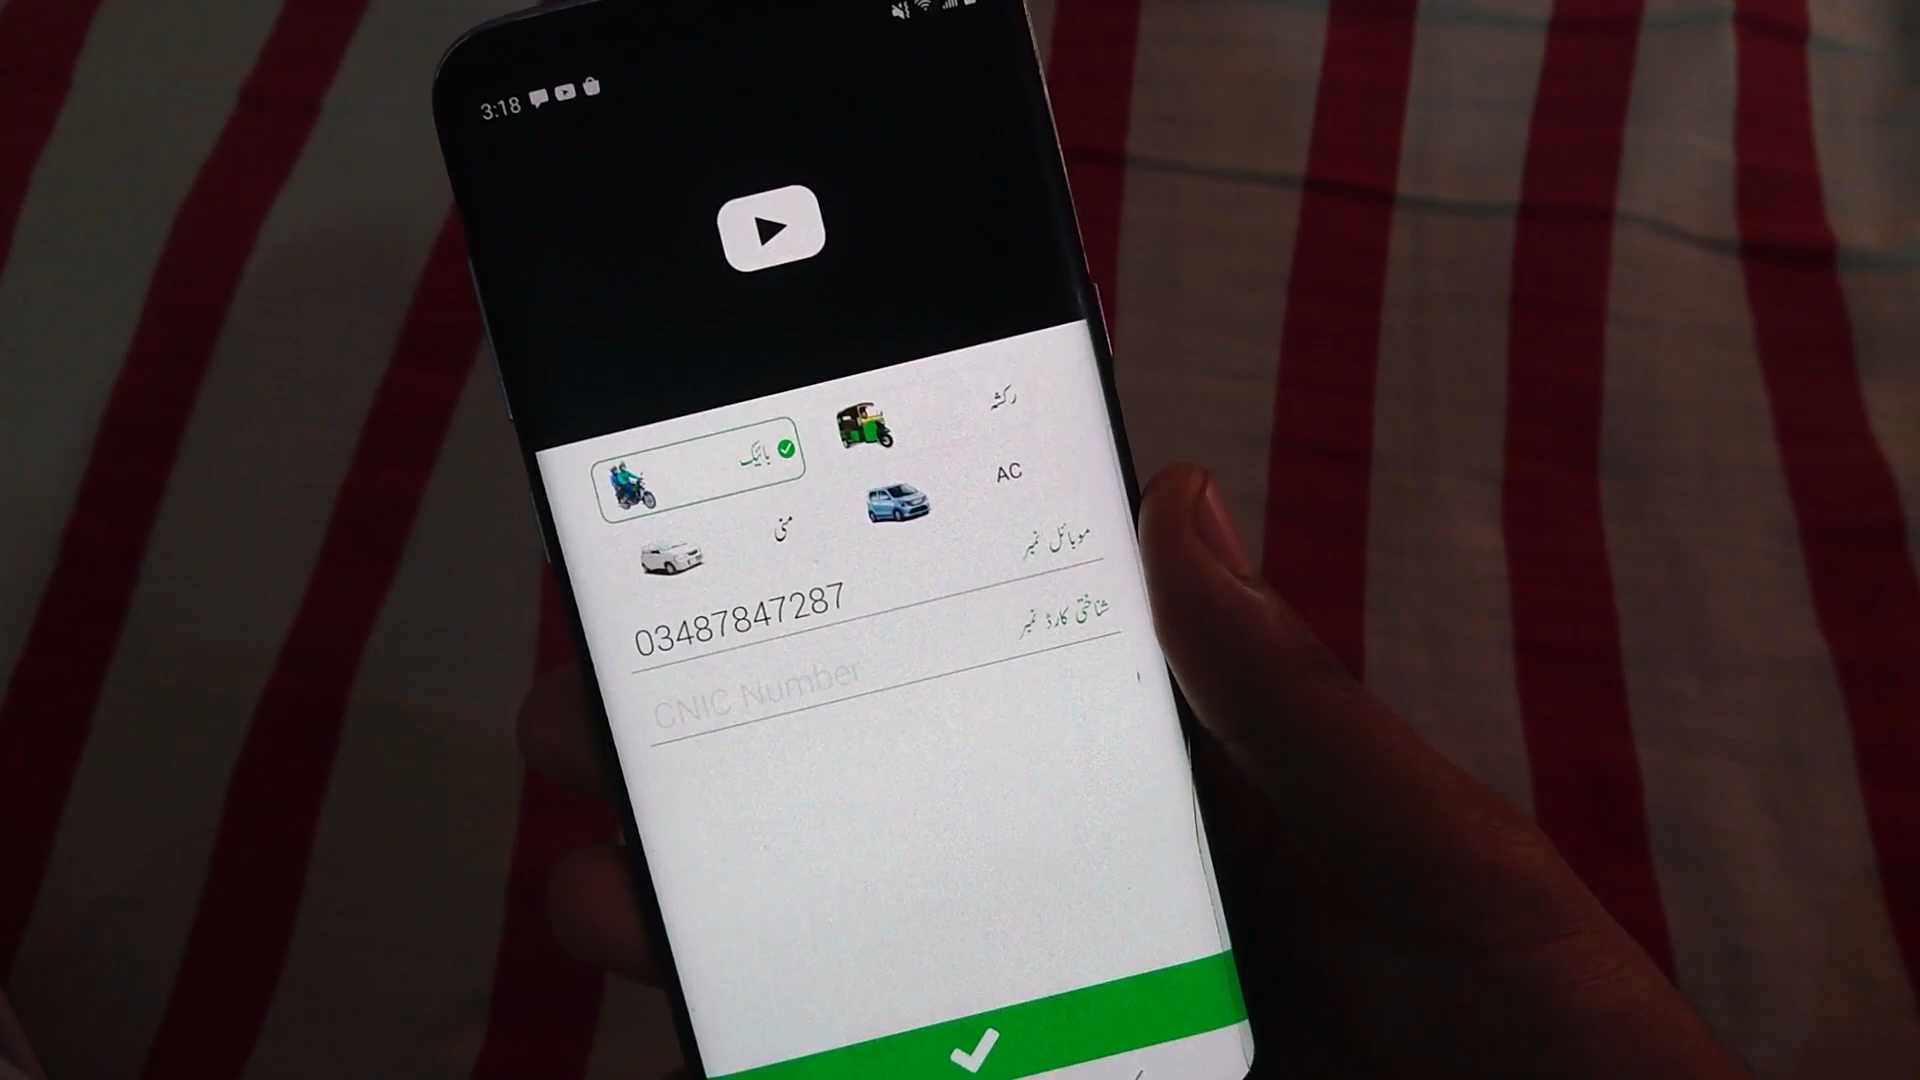 3:18
رکشہ
بائیک
AC
منی
موبائل نمبر
03487847287
شناختی کارڈ نمبر
CNIC Number